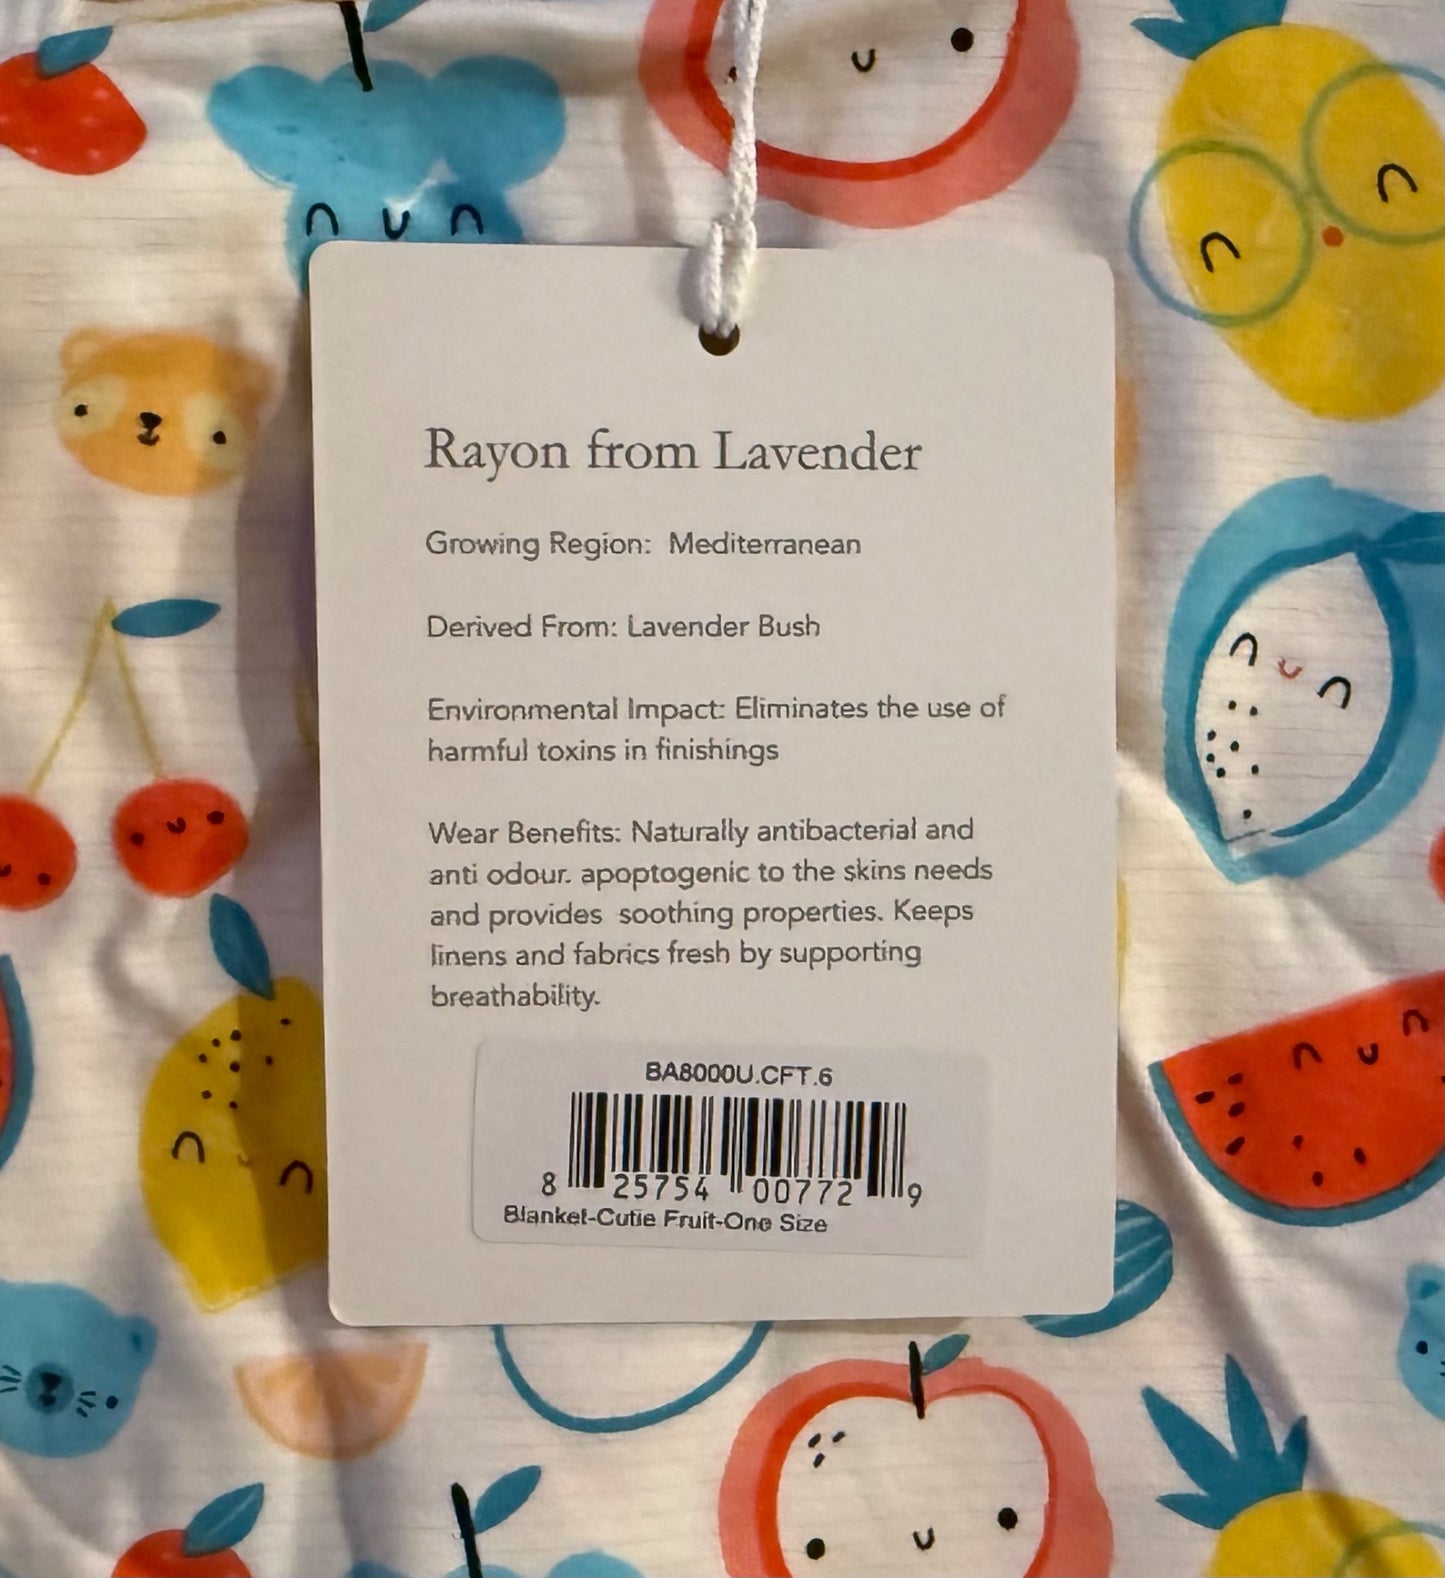 Rayon from Lavender
Growing Region:  Mediterranean
Derived From: Lavender Bush
Environmental Impact: Eliminates the use of
harmful toxins in finishings
Wear Benefits: Naturally antibacterial and
anti odour. apoptogenic to the skins needs
and provides  soothing properties. Keeps
linens and fabrics fresh by supporting
breathability.
BA8000U.CFT.6
8 25754 00772 9
Blanket-Cutie Fruit-One Size